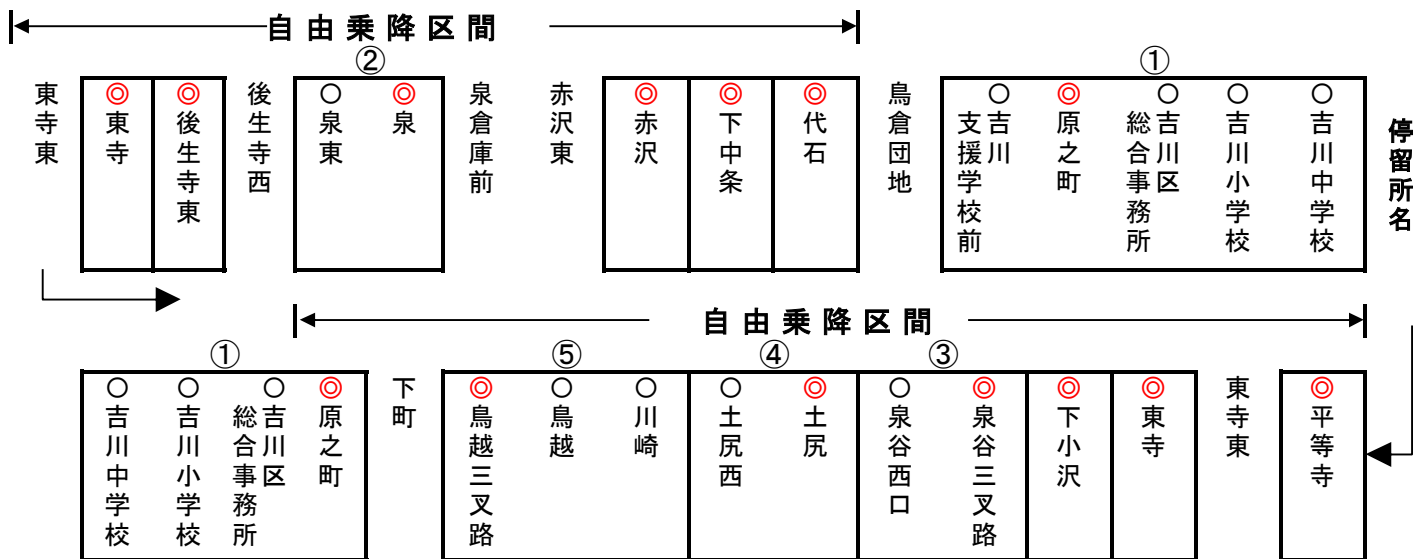 自由乗降区間
停留所名
①
○吉川中学校
○吉川小学校
○吉川区
総合事務所
◎原之町
○吉川
支援学校前
鳥倉団地
◎代石
◎下中条
◎赤沢
赤沢東
泉倉庫前
②
◎泉
○泉東
後生寺西
◎後生寺東
◎東寺
東寺東
自由乗降区間
◎平等寺
東寺東
◎東寺
◎下小沢
③
◎泉谷三叉路
○泉谷西口
④
◎土尻
○土尻西
⑤
○川崎
○鳥越
◎鳥越三叉路
下町
①
◎原之町
○吉川区
総合事務所
○吉川小学校
○吉川中学校